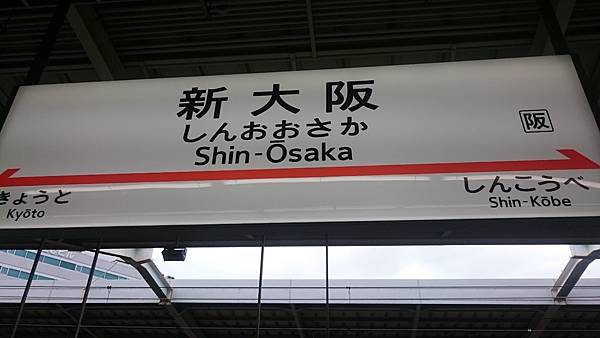 新大阪
しんおおさか
Shin-Ōsaka
阪
きょうと
Kyōto
しんこうべ
Shin-Kōbe